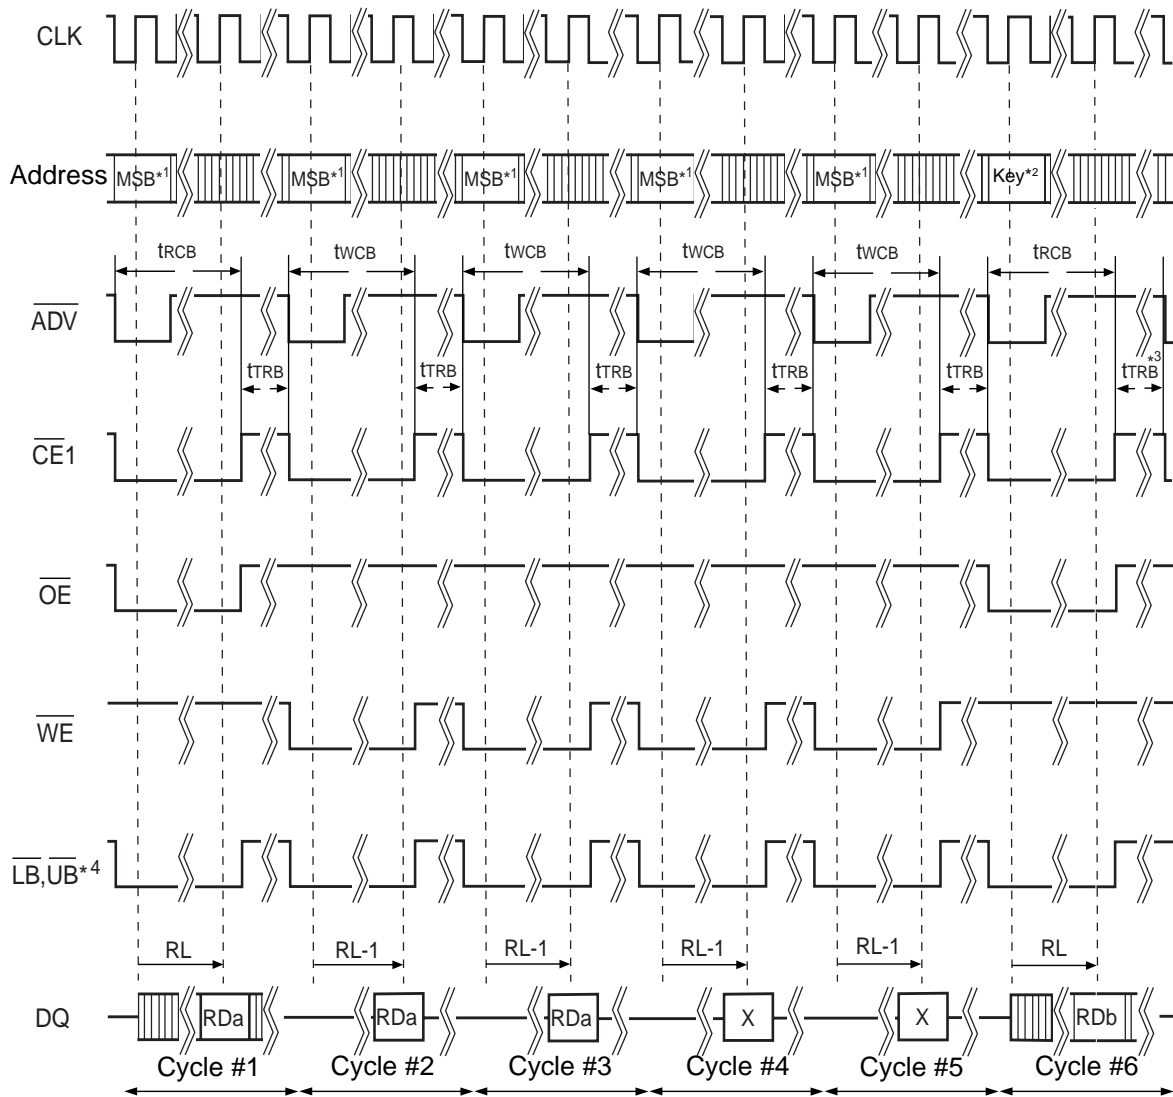 CLK
Address MSB*1 MSB*1 MSB*1 MSB*1 MSB*1 Key*2
tRCB tWCB tWCB tWCB tWCB tRCB
ADV
tTRB tTRB tTRB tTRB tTRB tTRB*3
CE1
OE
WE
LB,UB*4
RL RL-1 RL-1 RL-1 RL-1 RL
DQ RDa RDa RDa X X RDb
Cycle #1 Cycle #2 Cycle #3 Cycle #4 Cycle #5 Cycle #6